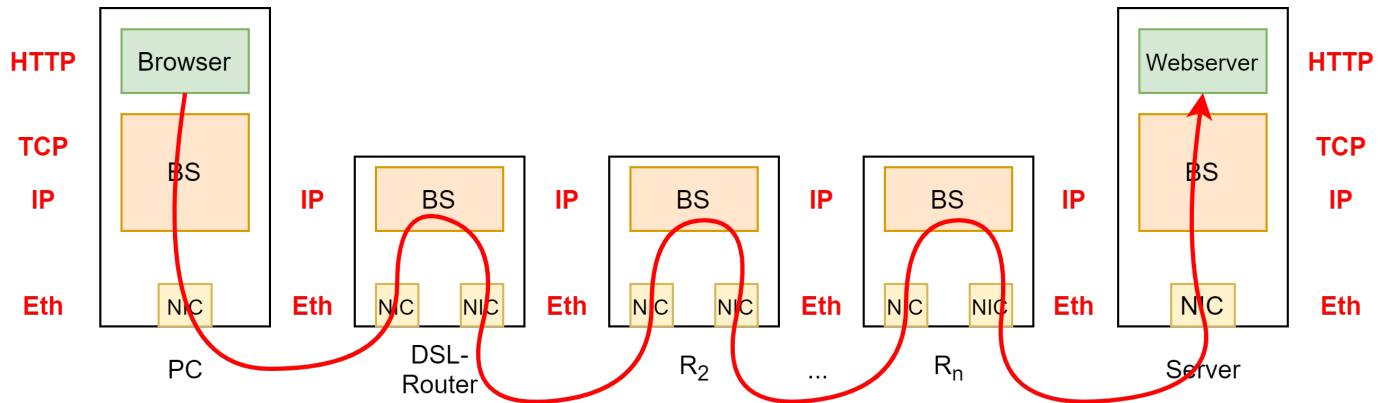 HTTP
Browser
Webserver
HTTP
TCP
TCP
BS
BS
BS
BS
BS
IP
IP
IP
IP
IP
IP
Eth
NIC
Eth
NIC
NIC
Eth
NIC
NIC
Eth
NIC
NIC
Eth
NIC
Eth
PC
DSL-
Router
R2
...
Rn
Server